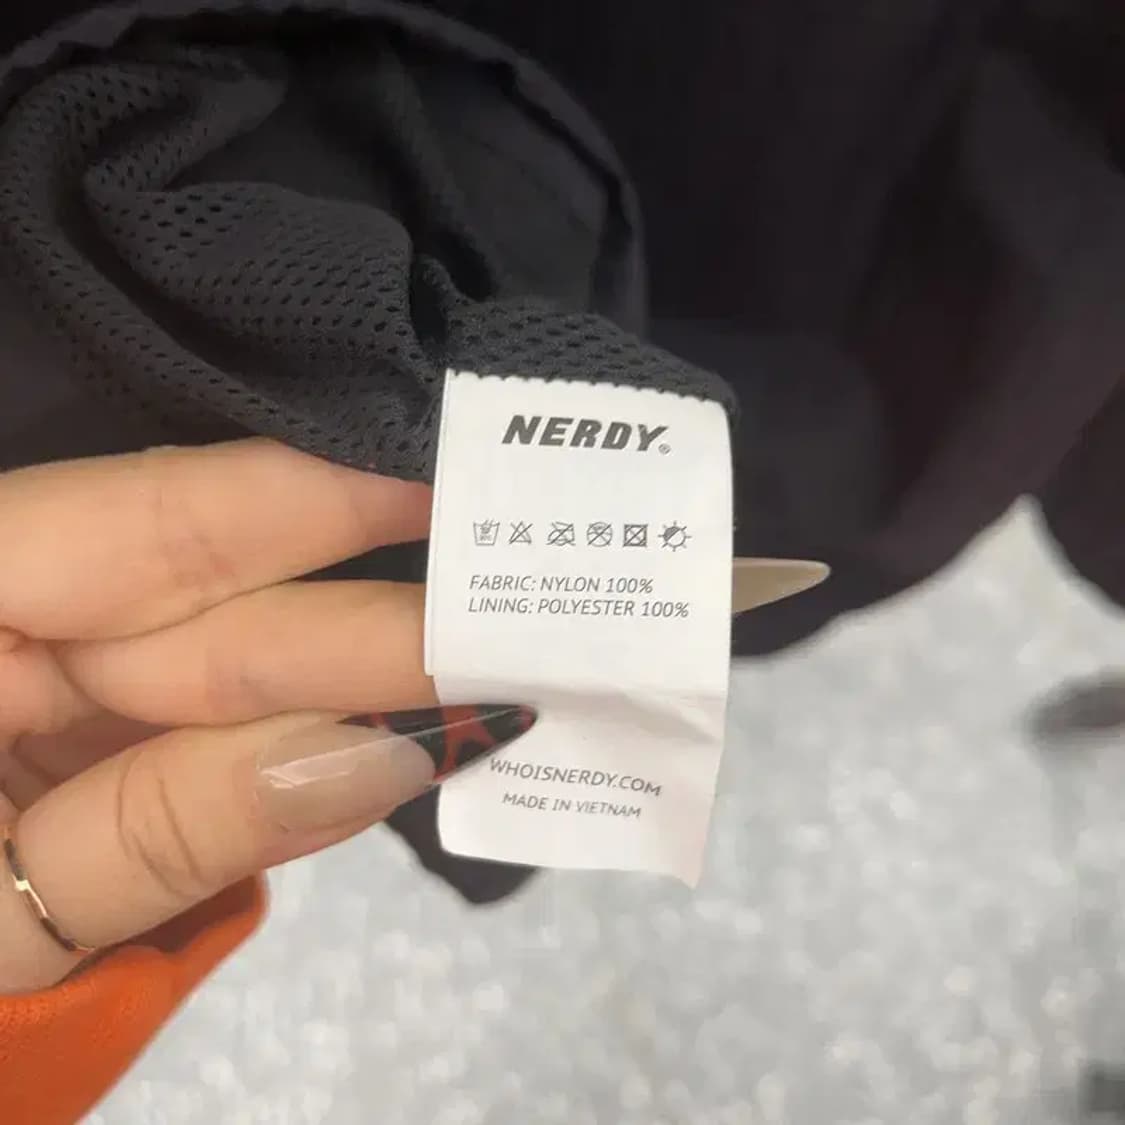 NERDY®
FABRIC: NYLON 100%
LINING: POLYESTER 100%
WHOISNERDY.COM
MADE IN VIETNAM